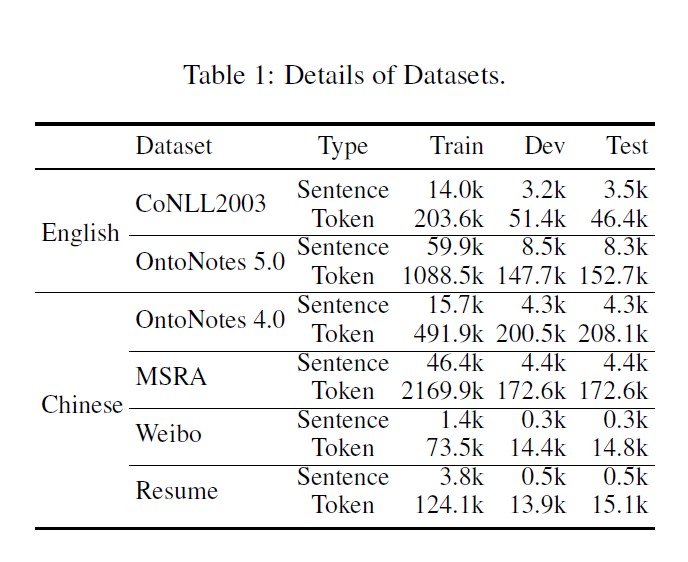 Table 1: Details of Datasets.
Dataset Type Train Dev Test
English CoNLL2003 Sentence 14.0k 3.2k 3.5k
Token 203.6k 51.4k 46.4k
OntoNotes 5.0 Sentence 59.9k 8.5k 8.3k
Token 1088.5k 147.7k 152.7k
Chinese OntoNotes 4.0 Sentence 15.7k 4.3k 4.3k
Token 491.9k 200.5k 208.1k
MSRA Sentence 46.4k 4.4k 4.4k
Token 2169.9k 172.6k 172.6k
Weibo Sentence 1.4k 0.3k 0.3k
Token 73.5k 14.4k 14.8k
Resume Sentence 3.8k 0.5k 0.5k
Token 124.1k 13.9k 15.1k